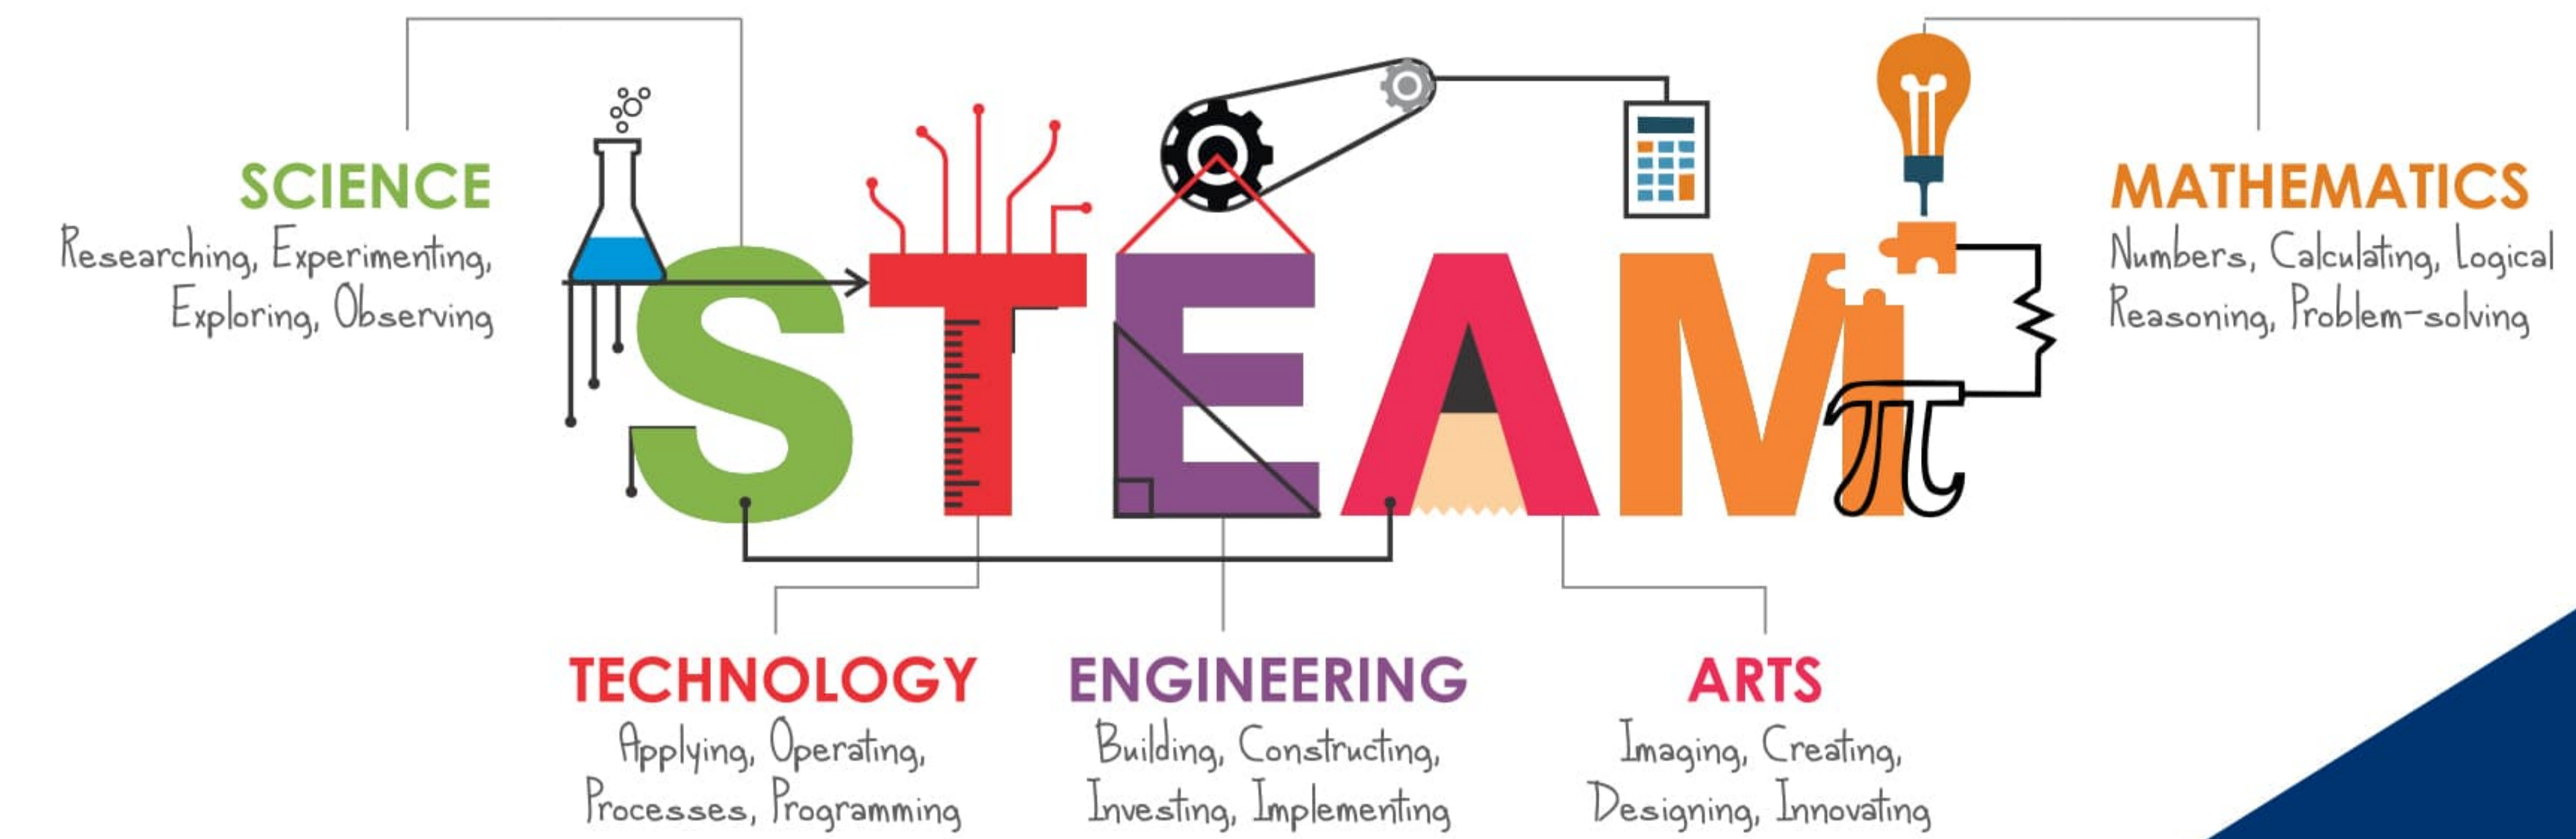 SCIENCE
Researching, Experimenting,
Exploring, Observing
STEAM
π
MATHEMATICS
Numbers, Calculating, Logical
Reasoning, Problem-solving
TECHNOLOGY
Applying, Operating,
Processes, Programming
ENGINEERING
Building, Constructing,
Investing, Implementing
ARTS
Imaging, Creating,
Designing, Innovating